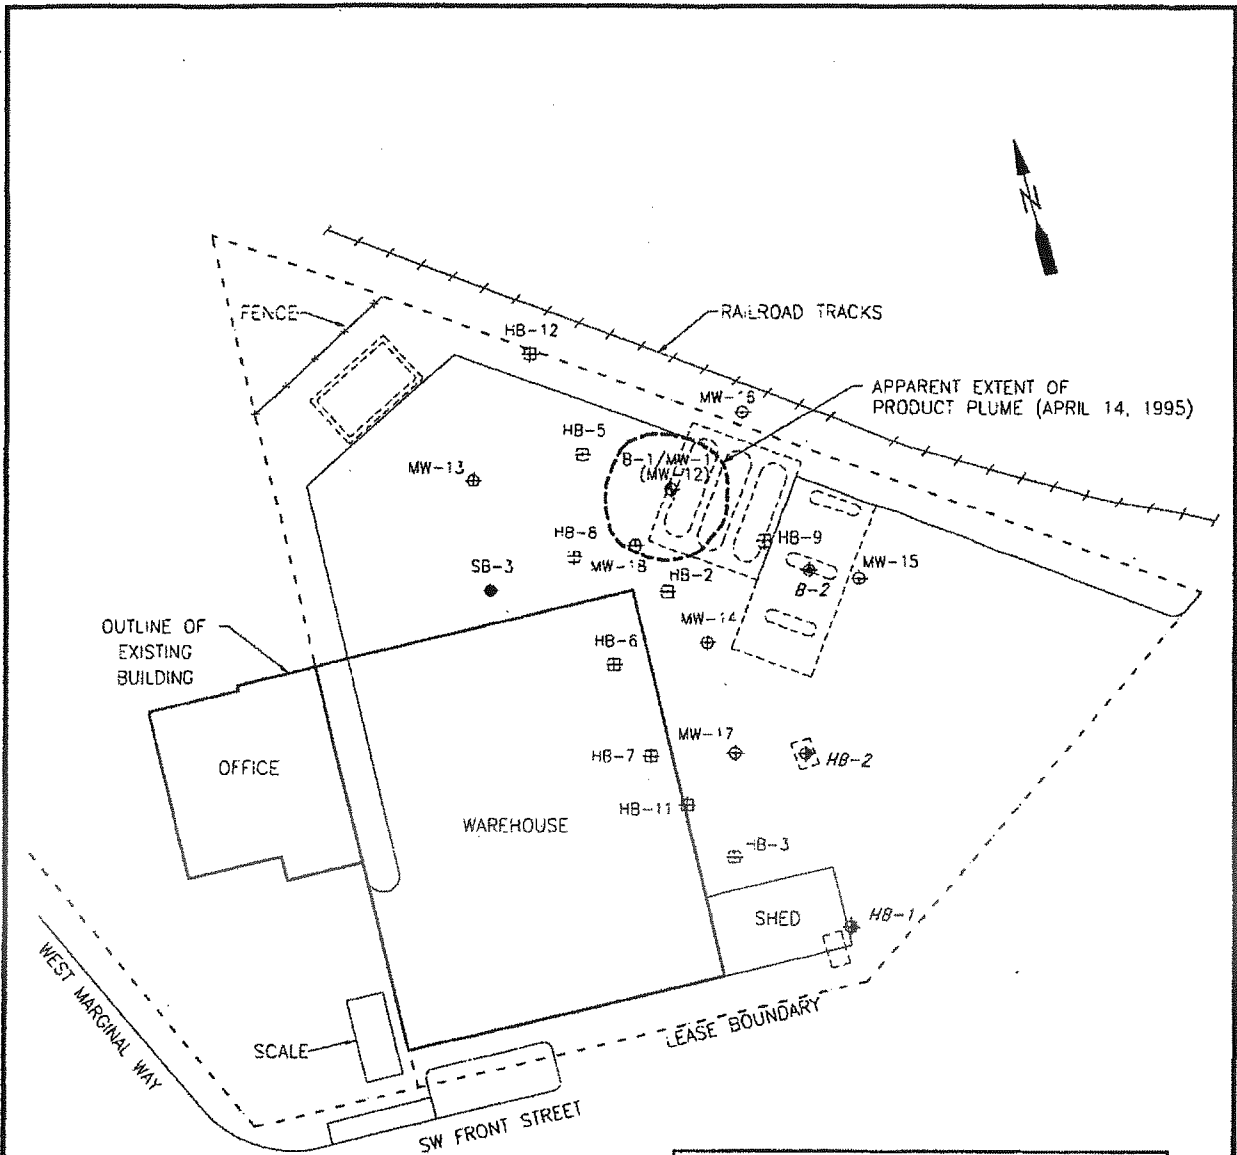 N
FENCE
HB-12
RAILROAD TRACKS
APPARENT EXTENT OF
PRODUCT PLUME (APRIL 14, 1995)
MW-16
HB-5
B-1/MW-1
(MW-12)
MW-13
HB-8
MW-18
HB-9
SB-3
HB-2
B-2
MW-15
OUTLINE OF
EXISTING
BUILDING
MW-14
HB-6
OFFICE
HB-7
MW-17
HB-2
HB-11
WAREHOUSE
HB-3
SHED
HB-1
WEST MARGINAL WAY
SCALE
LEASE BOUNDARY
SW FRONT STREET